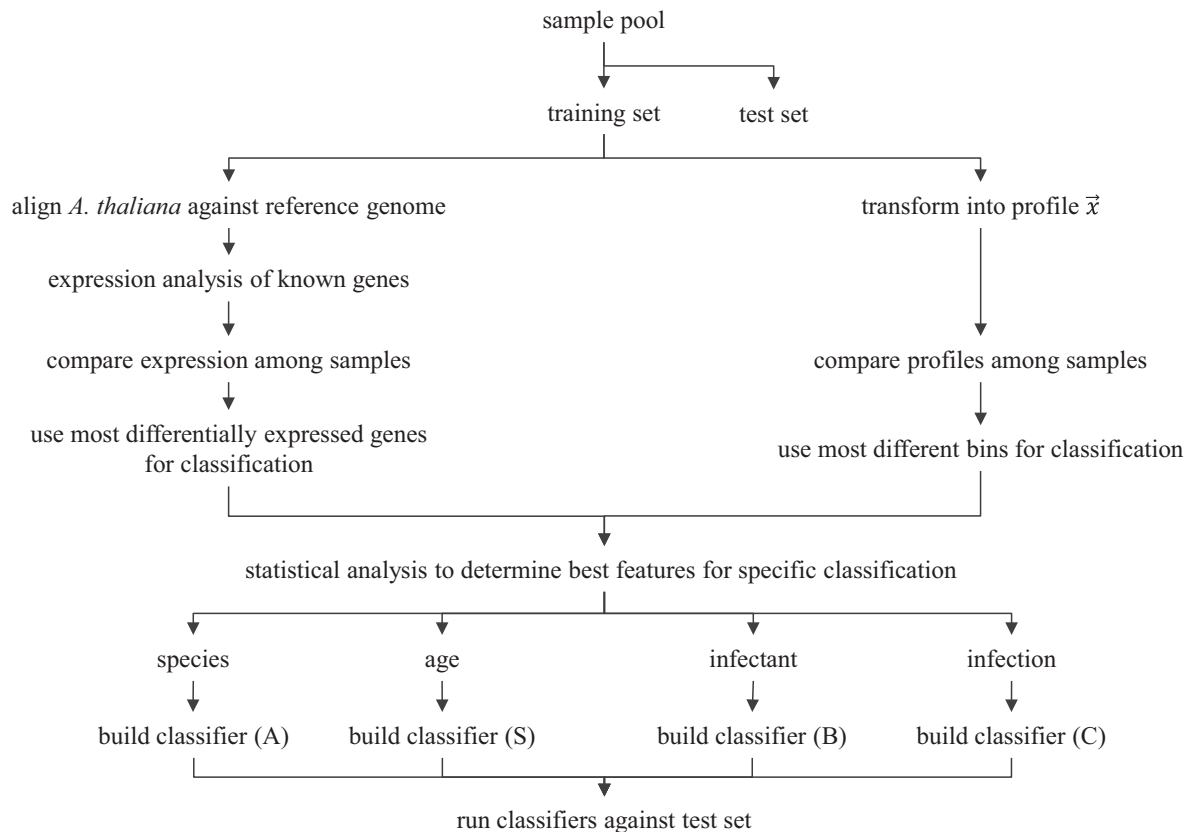 sample pool
training set
test set
align A. thaliana against reference genome
transform into profile x⃗
expression analysis of known genes
compare expression among samples
compare profiles among samples
use most differentially expressed genes
for classification
use most different bins for classification
statistical analysis to determine best features for specific classification
species
age
infectant
infection
build classifier (A)
build classifier (S)
build classifier (B)
build classifier (C)
run classifiers against test set